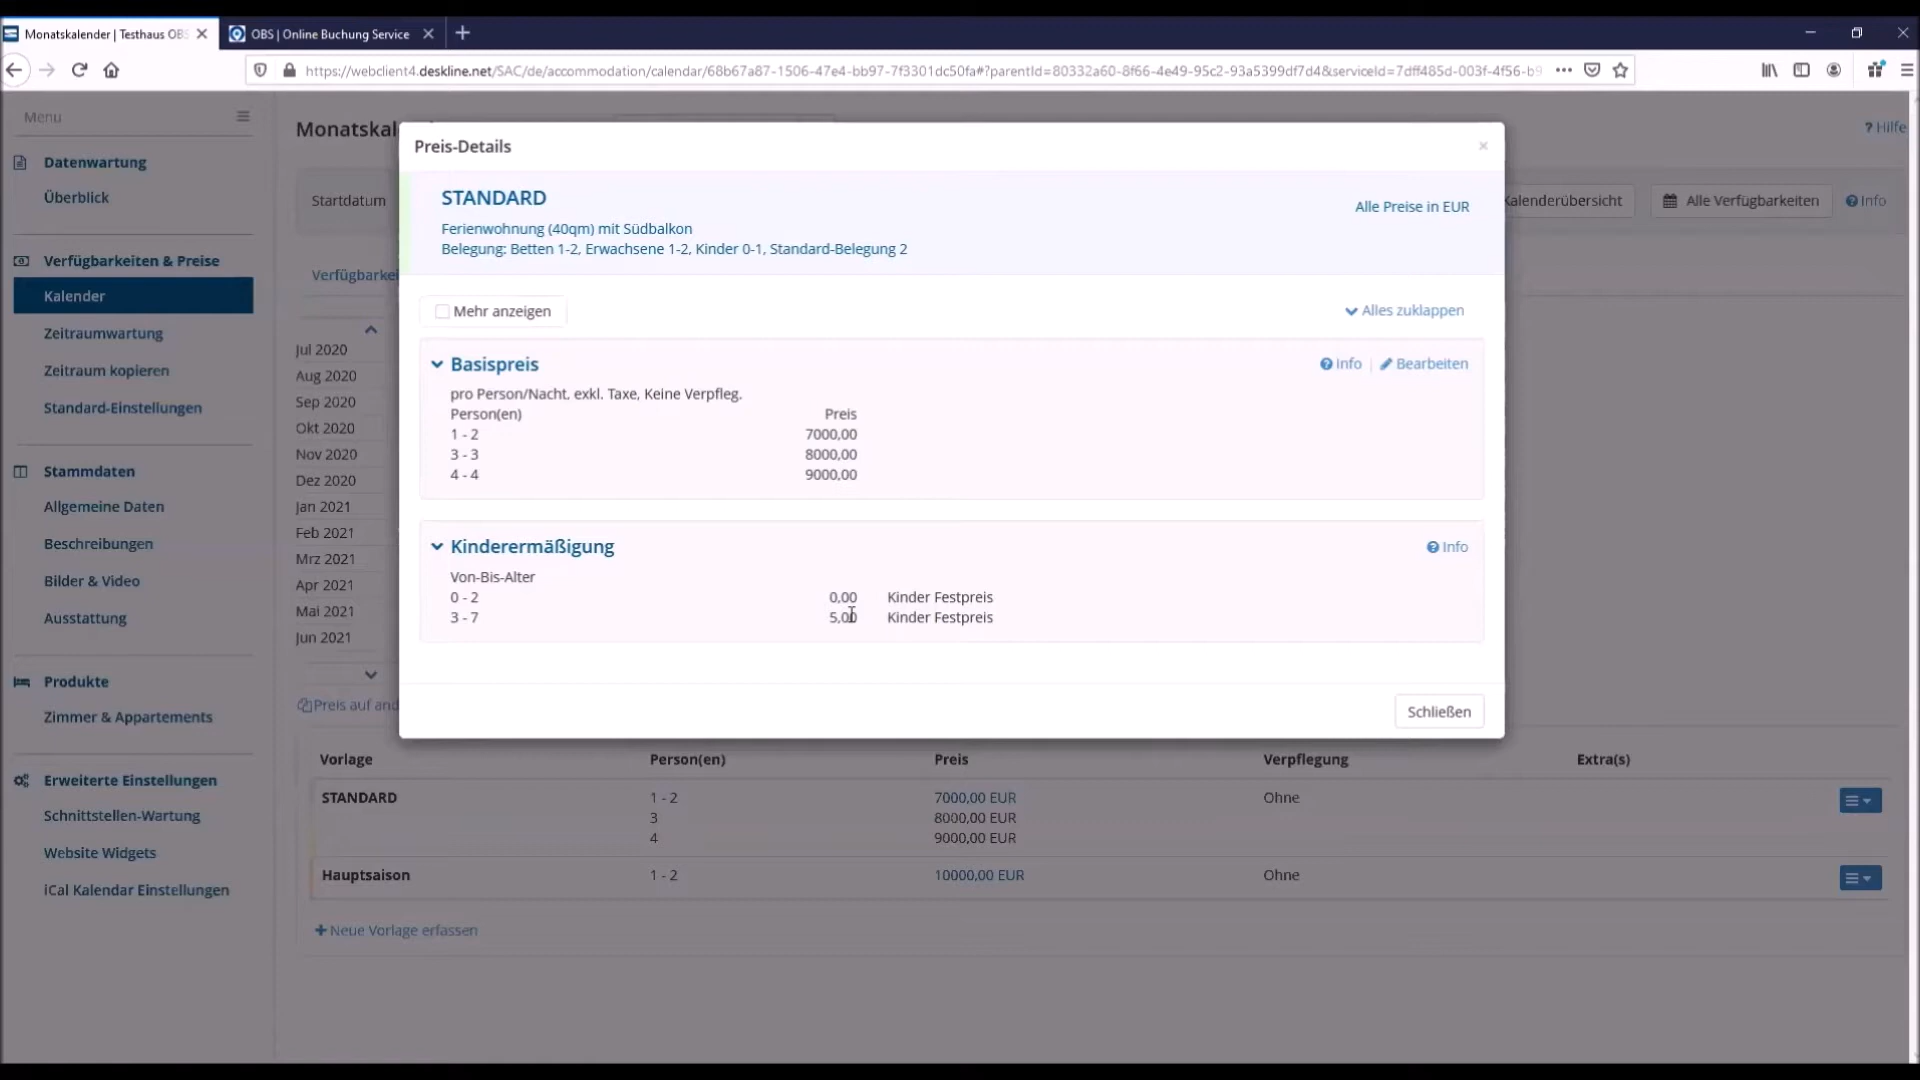 Monatskalender | Testhaus OBS
OBS | Online Buchung Service
https://webclient4.deskline.net/SAC/de/accommodation/calendar/68b67a87-1506-47e4-bb97-7f3301dc50fa#?parentId=80332a60-8f66-4e49-95c2-93a5399df7d4&serviceId=7dff485d-003f-4f56-b9
Menu
Datenwartung
Überblick
Verfügbarkeiten & Preise
Kalender
Zeitraumwartung
Zeitraum kopieren
Standard-Einstellungen
Stammdaten
Allgemeine Daten
Beschreibungen
Bilder & Video
Ausstattung
Produkte
Zimmer & Appartements
Erweiterte Einstellungen
Schnittstellen-Wartung
Website Widgets
iCal Kalendar Einstellungen
Monatskal
Hilfe
Startdatum
Kalenderübersicht
Alle Verfügbarkeiten
Info
Verfügbarkei
Jul 2020
Aug 2020
Sep 2020
Okt 2020
Nov 2020
Dez 2020
Jan 2021
Feb 2021
Mrz 2021
Apr 2021
Mai 2021
Jun 2021
Preis auf and
Preis-Details
STANDARD
Alle Preise in EUR
Ferienwohnung (40qm) mit Südbalkon
Belegung: Betten 1-2, Erwachsene 1-2, Kinder 0-1, Standard-Belegung 2
Mehr anzeigen
Alles zuklappen
Basispreis
Info | Bearbeiten
pro Person/Nacht, exkl. Taxe, Keine Verpfleg.
Person(en) Preis
1 - 2 7000,00
3 - 3 8000,00
4 - 4 9000,00
Kinderermäßigung
Info
Von-Bis-Alter
0 - 2 0,00 Kinder Festpreis
3 - 7 5,00 Kinder Festpreis
Schließen
Vorlage Person(en) Preis Verpflegung Extra(s)
STANDARD 1 - 2 7000,00 EUR Ohne
3 8000,00 EUR
4 9000,00 EUR
Hauptsaison 1 - 2 10000,00 EUR Ohne
Neue Vorlage erfassen